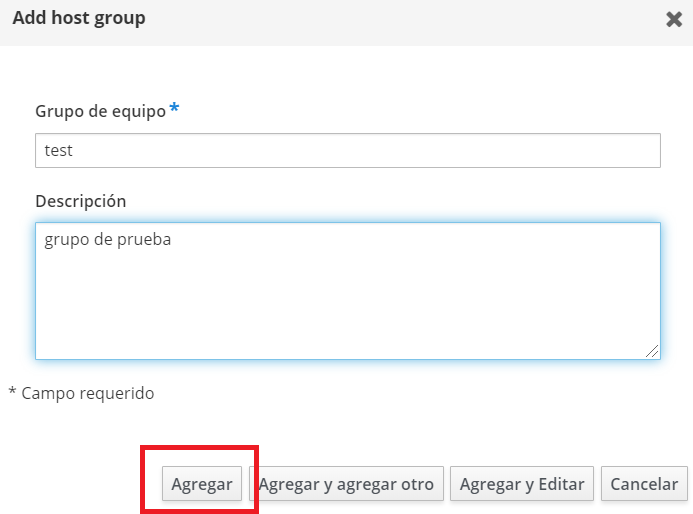 Add host group
Grupo de equipo *
test
Descripción
grupo de prueba
* Campo requerido
Agregar Agregar y agregar otro Agregar y Editar Cancelar